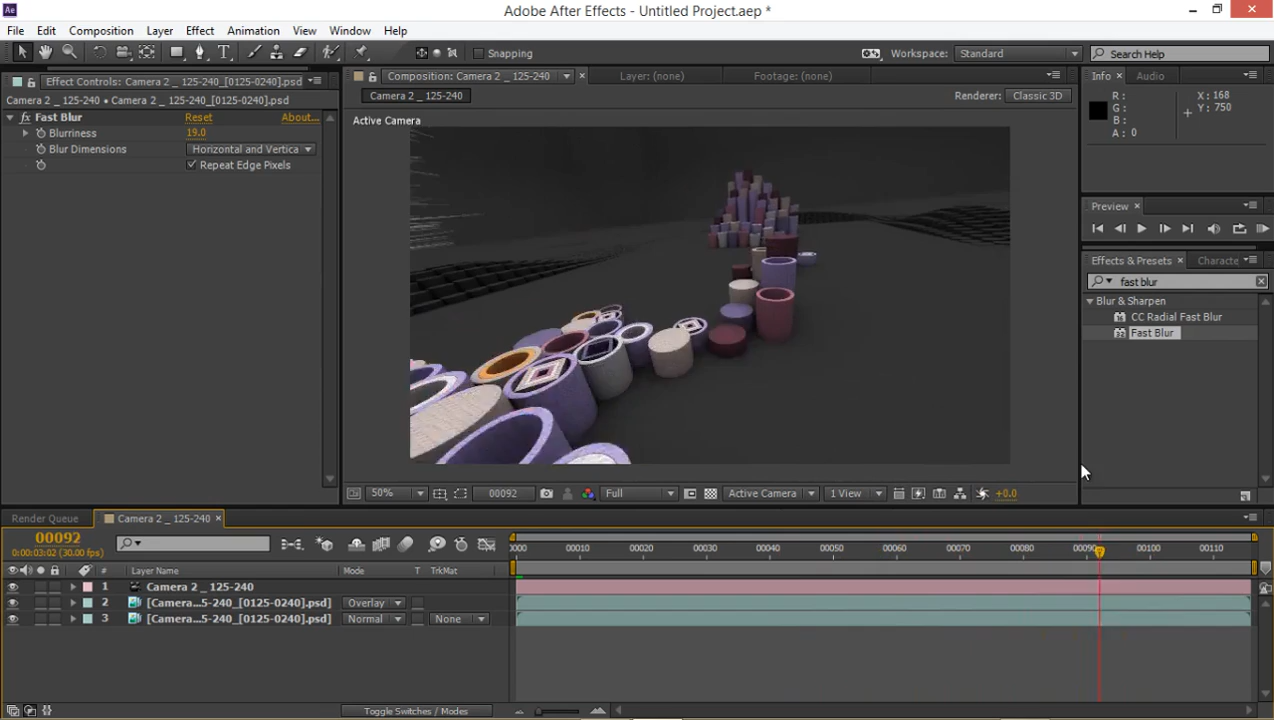 Ae
Adobe After Effects - Untitled Project.aep *
File Edit Composition Layer Effect Animation View Window Help
Snapping
Workspace: Standard
Search Help
Effect Controls: Camera 2 _ 125-240_[0125-0240].psd
Composition: Camera 2 _ 125-240
Layer: (none)
Footage: (none)
Info
Audio
Camera 2 _ 125-240 • Camera 2 _ 125-240_[0125-0240].psd
Camera 2 _ 125-240
Renderer: Classic 3D
R:
G:
B:
A: 0
X: 168
Y: 750
fx Fast Blur Reset About...
Blurriness 19.0
Blur Dimensions Horizontal and Vertica
Repeat Edge Pixels
Active Camera
Preview
Effects & Presets
Characte
fast blur
Blur & Sharpen
CC Radial Fast Blur
Fast Blur
50% 00092 Full Active Camera 1 View +0.0
Render Queue
Camera 2 _ 125-240
00092
0:00:03:02 (30.00 fps)
0000 00010 00020 00030 00040 00050 00060 00070 00080 00090 00100 00110
# Layer Name Mode T TrkMat
1 Camera 2 _ 125-240
2 [Camera...5-240_[0125-0240].psd] Overlay
3 [Camera...5-240_[0125-0240].psd] Normal None
Toggle Switches / Modes